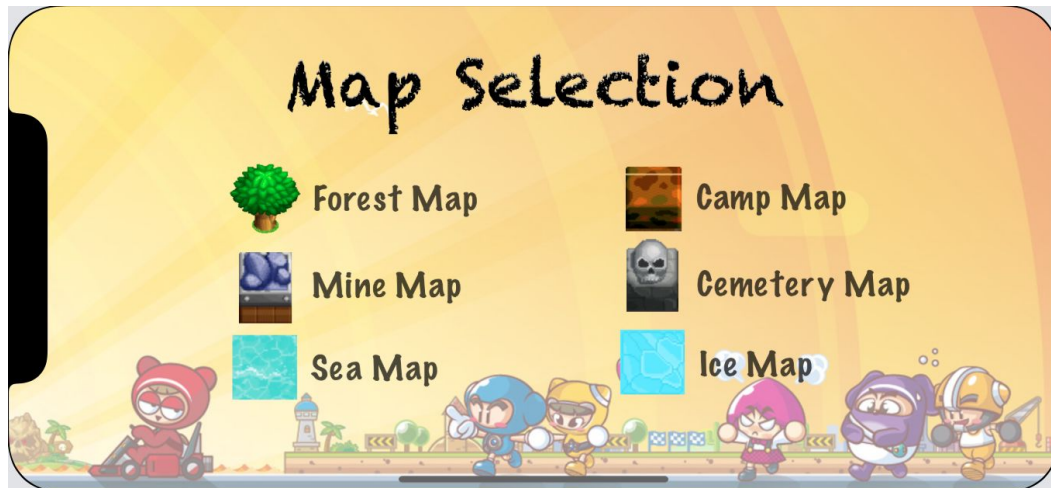 Map Selection
Forest Map
Camp Map
Mine Map
Cemetery Map
Sea Map
Ice Map